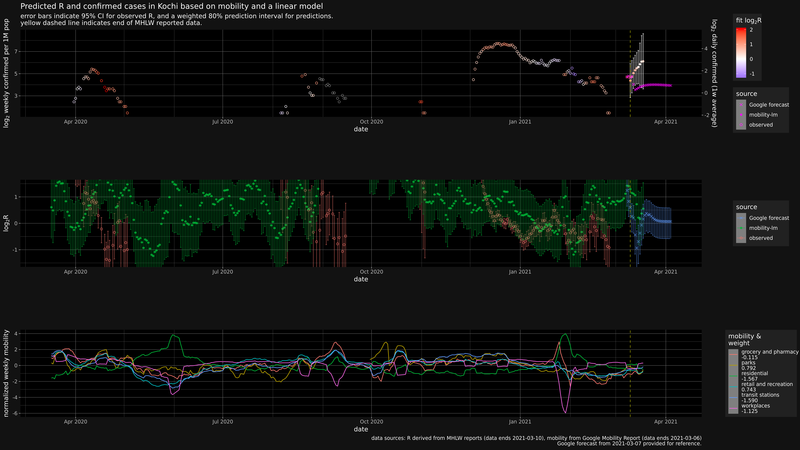 Predicted R and confirmed cases in Kochi based on mobility and a linear model
error bars indicate 95% CI for observed R, and a weighted 80% prediction interval for predictions.
yellow dashed line indicates end of MHLW reported data.
log₂ weekly confirmed per 1M pop
7
5
3
4
2
0
-2
log₂ daily confirmed (1w average)
Apr 2020
Jul 2020
Oct 2020
Jan 2021
Apr 2021
date
fit log₂R
2
1
0
-1
source
Google forecast
mobility-lm
observed
log₂R
1
0
-1
Apr 2020
Jul 2020
Oct 2020
Jan 2021
Apr 2021
date
source
Google forecast
mobility-lm
observed
normalized weekly mobility
4
2
0
-2
-4
-6
Apr 2020
Jul 2020
Oct 2020
Jan 2021
Apr 2021
date
mobility &
weight
grocery and pharmacy
-0.115
parks
0.792
residential
-1.567
retail and recreation
0.743
transit stations
-1.590
workplaces
-1.125
data sources: R derived from MHLW reports (data ends 2021-03-10), mobility from Google Mobility Report (data ends 2021-03-06)
Google forecast from 2021-03-07 provided for reference.